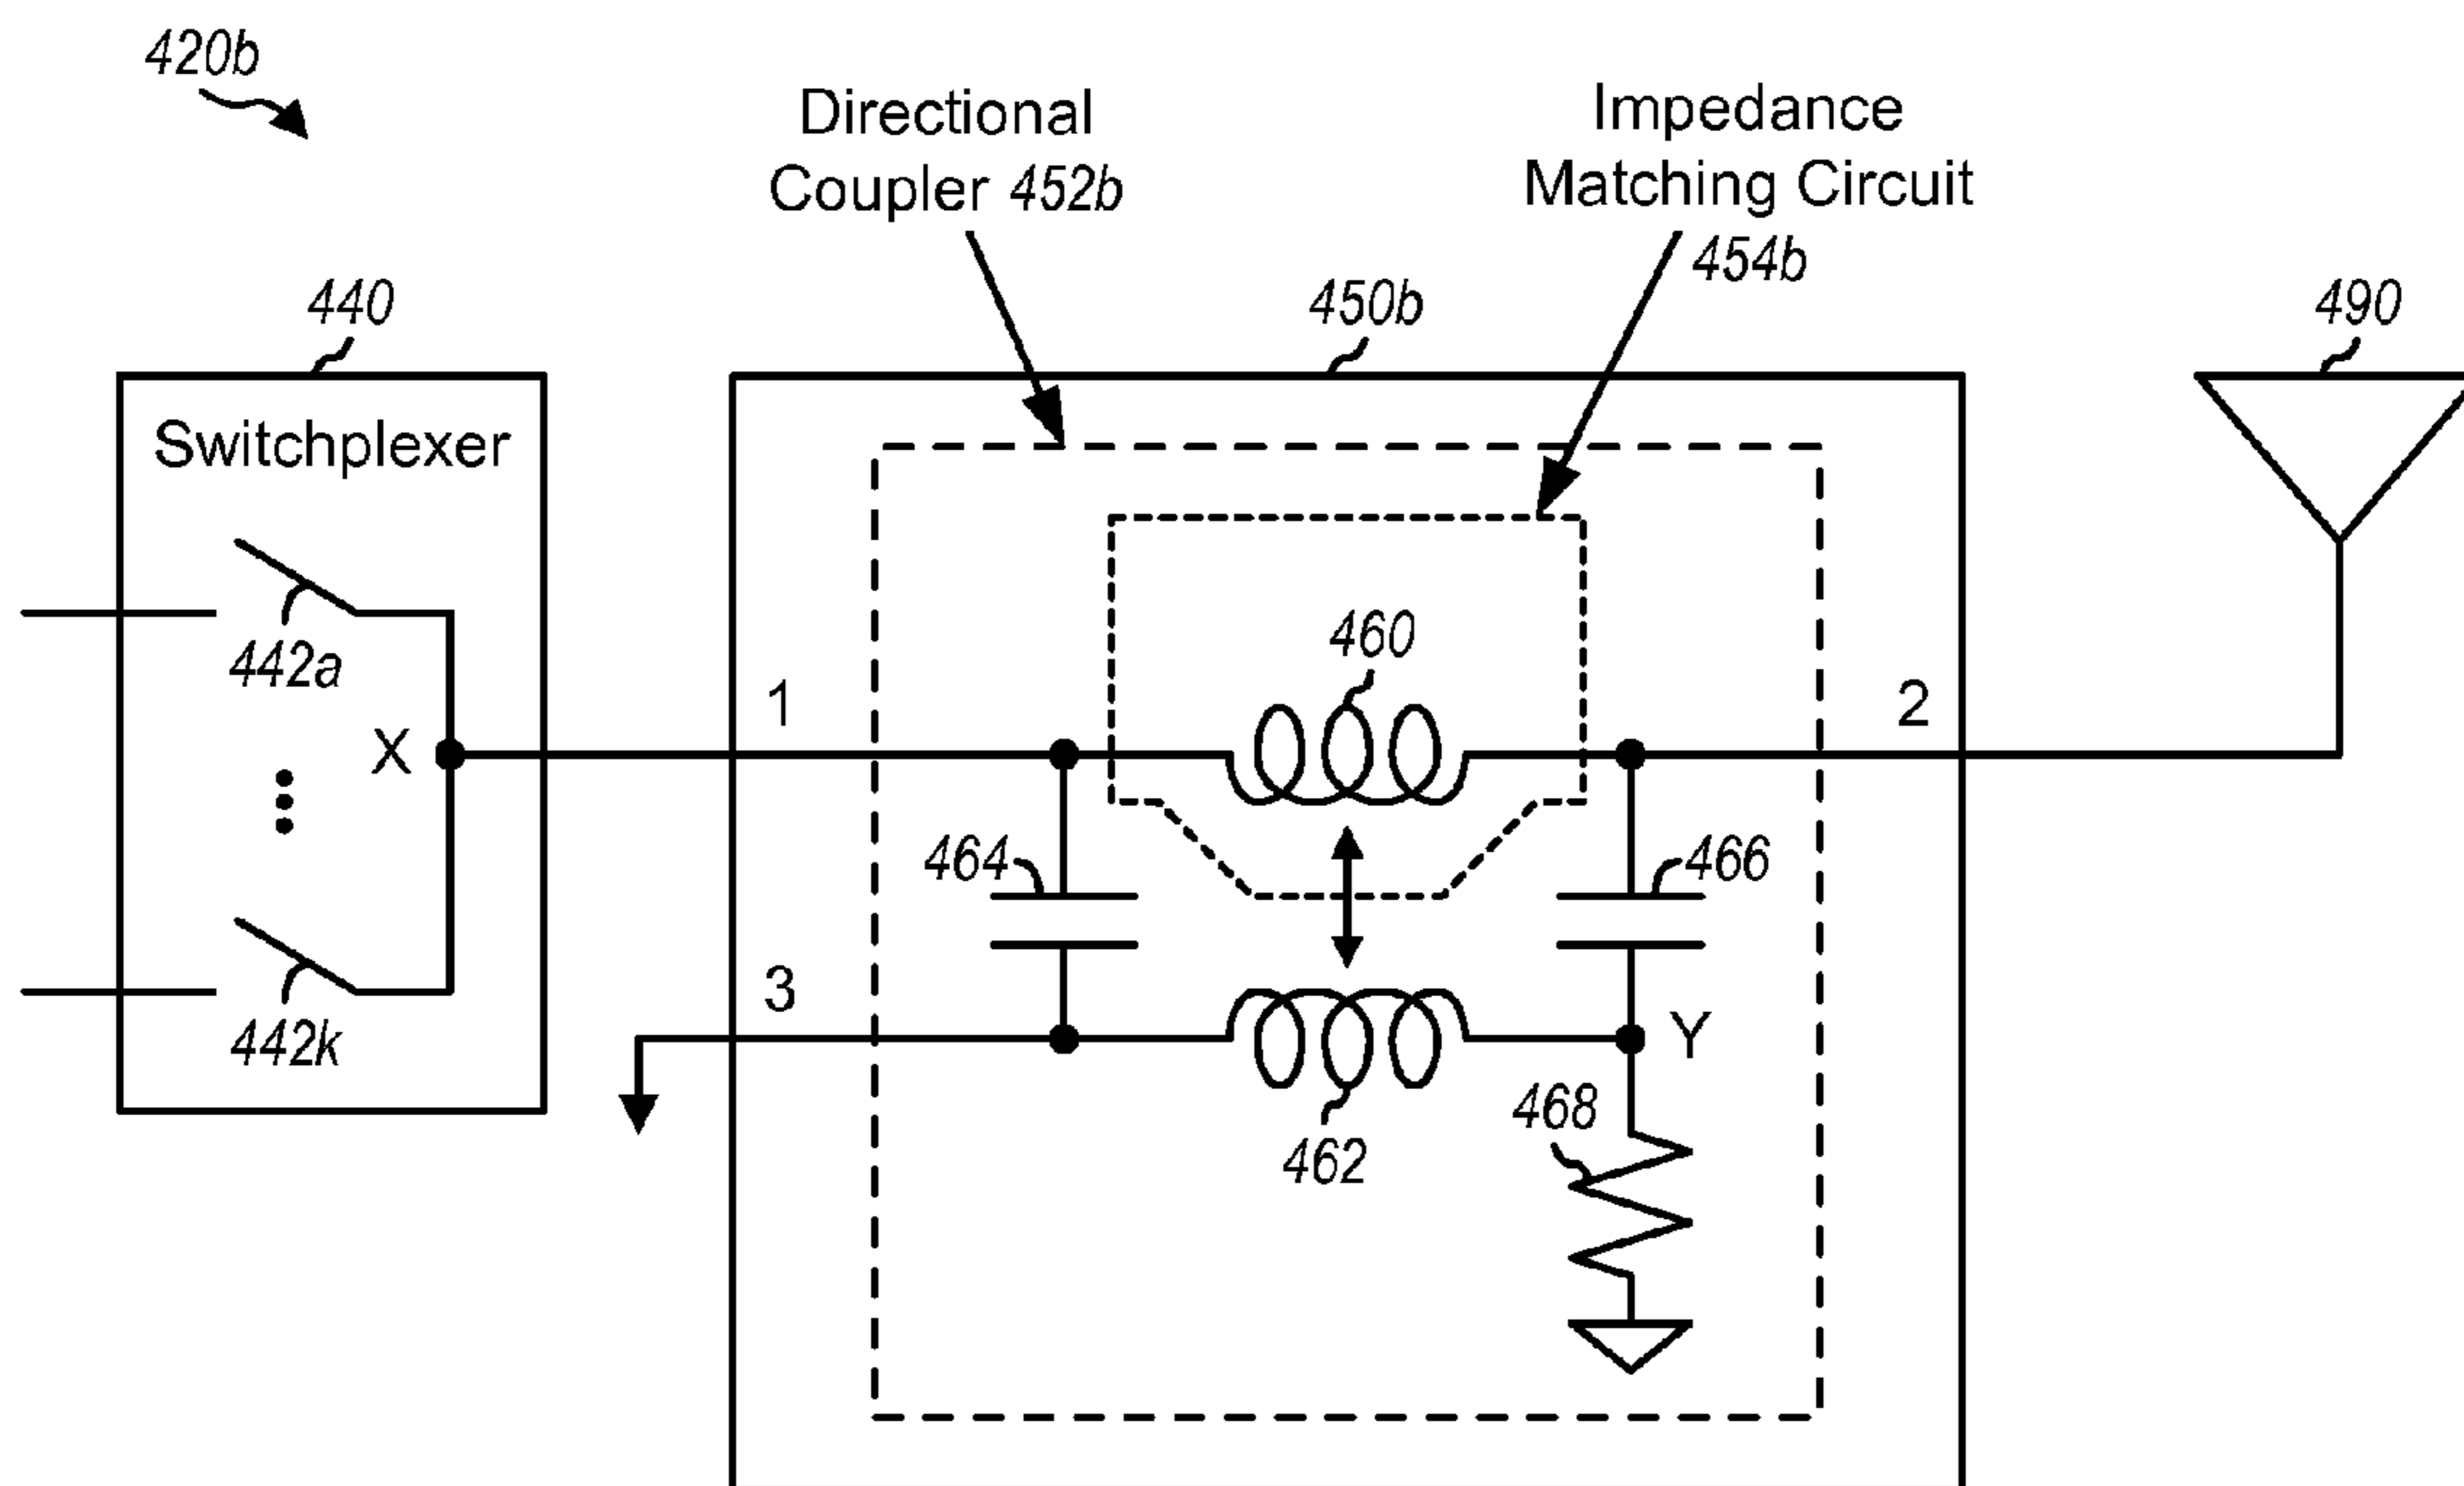 420b
Directional
Coupler 452b
Impedance
Matching Circuit
454b
440
450b
490
Switchplexer
442a
X
442k
1
2
3
460
464
466
Y
468
462